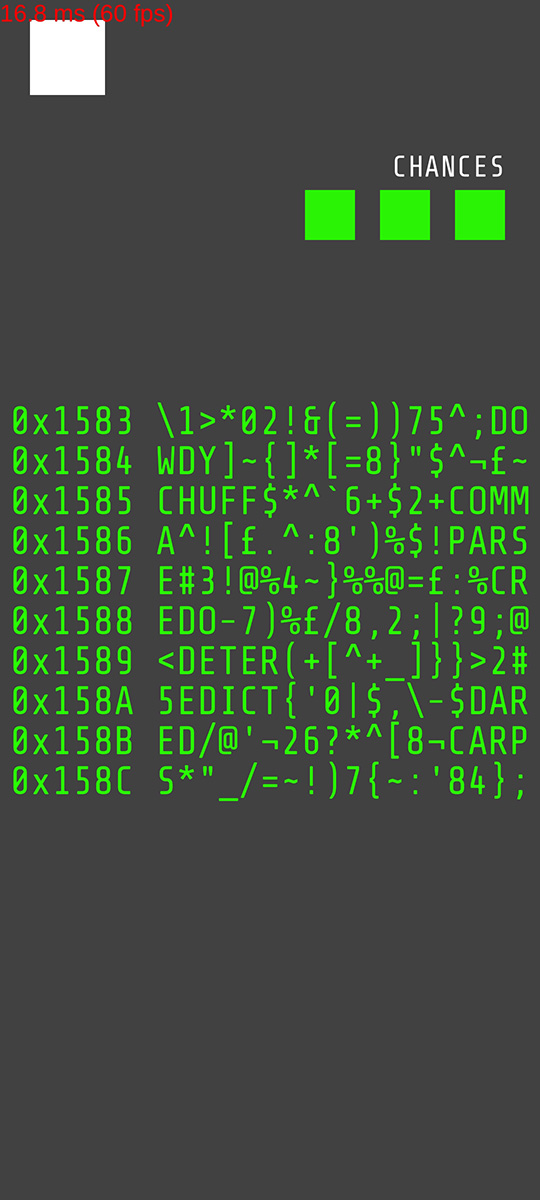 16.8 ms (60 fps)
CHANCES
0x1583 \1>*02!&(=))75^;DO
0x1584 WDY]~{]*[=8}"$^¬£~
0x1585 CHUFF$*^`6+$2+COMM
0x1586 A^![£.^:8')%$!PARS
0x1587 E#3!@%4~}%%@=£:%CR
0x1588 EDO-7)%£/8,2;|?9;@
0x1589 <DETER(+[^+_]}}>2#
0x158A 5EDICT{'0|$,\-$DAR
0x158B ED/@'¬26?*^[8¬CARP
0x158C S*"_/=~!)7{~:'84};